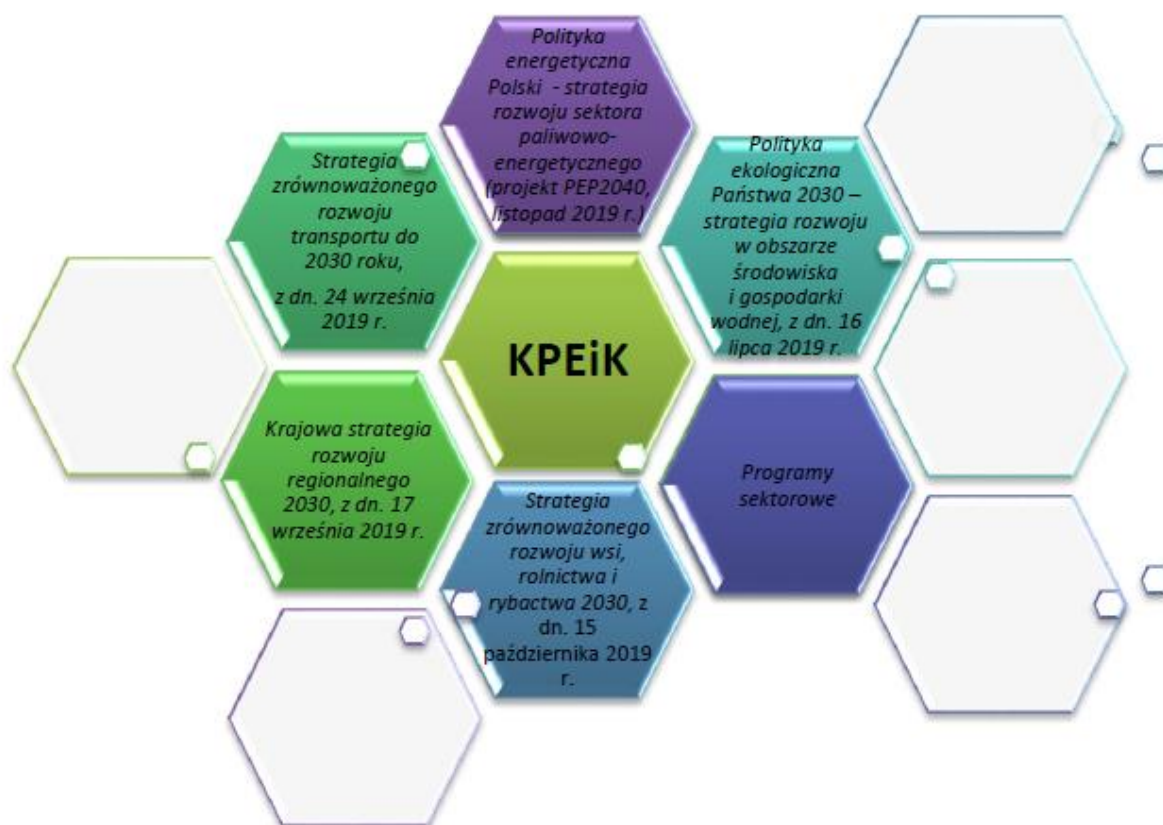 Polityka
energetyczna
Polski - strategia
rozwoju sektora
paliwowo-
energetycznego
(projekt PEP2040,
listopad 2019 r.)
Strategia
zrównoważonego
rozwoju
transportu do
2030 roku,
z dn. 24 września
2019 r.
Polityka
ekologiczna
Państwa 2030 –
strategia rozwoju
w obszarze
środowiska
i gospodarki
wodnej, z dn. 16
lipca 2019 r.
KPEiK
Krajowa strategia
rozwoju
regionalnego
2030, z dn. 17
września 2019 r.
Programy
sektorowe
Strategia
zrównoważonego
rozwoju wsi,
rolnictwa i
rybactwa 2030, z
dn. 15
października 2019
r.